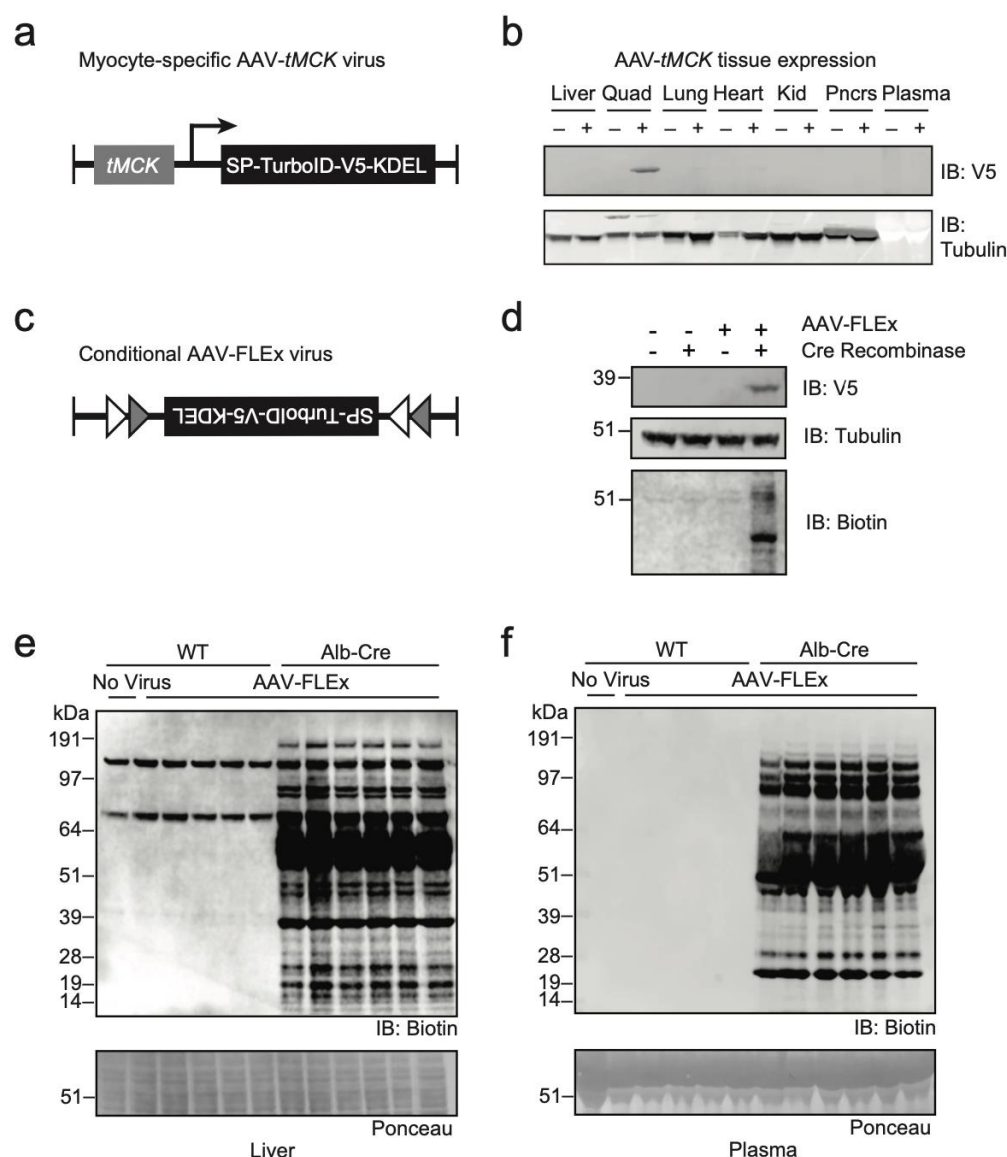 a
Myocyte-specific AAV-tMCK virus
tMCK
SP-TurboID-V5-KDEL
b
AAV-tMCK tissue expression
Liver Quad Lung Heart Kid Pncrs Plasma
– + – + – + – + – + – + – +
IB: V5
IB:
Tubulin
c
Conditional AAV-FLEx virus
SP-TurboID-V5-KDEL
d
- - + + AAV-FLEx
- + - + Cre Recombinase
39
IB: V5
51
IB: Tubulin
51
IB: Biotin
e
WT Alb-Cre
No Virus AAV-FLEx
kDa
191
97
64
51
39
28
19
14
IB: Biotin
51
Ponceau
Liver
f
WT Alb-Cre
No Virus AAV-FLEx
kDa
191
97
64
51
39
28
19
14
IB: Biotin
51
Ponceau
Plasma